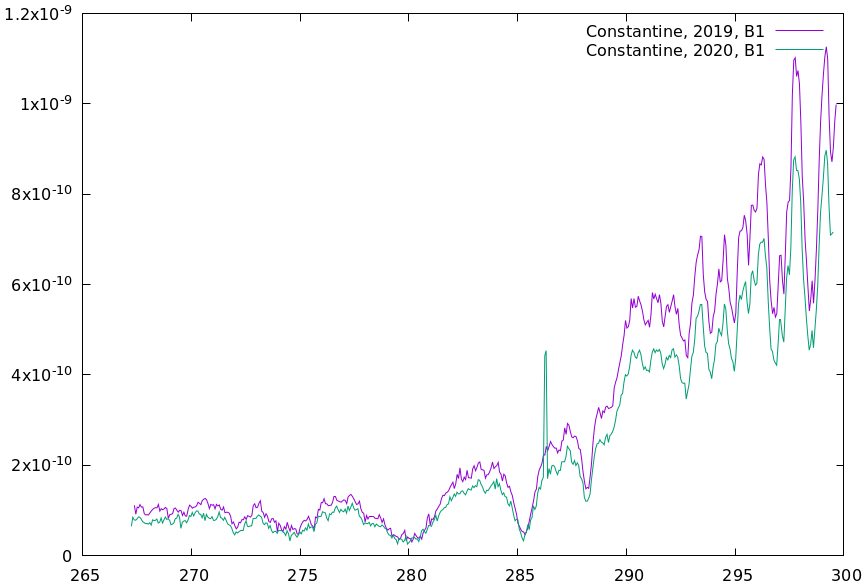 1.2x10-9
Constantine, 2019, B1
Constantine, 2020, B1
1x10-9
8x10-10
6x10-10
4x10-10
2x10-10
0
265 270 275 280 285 290 295 300